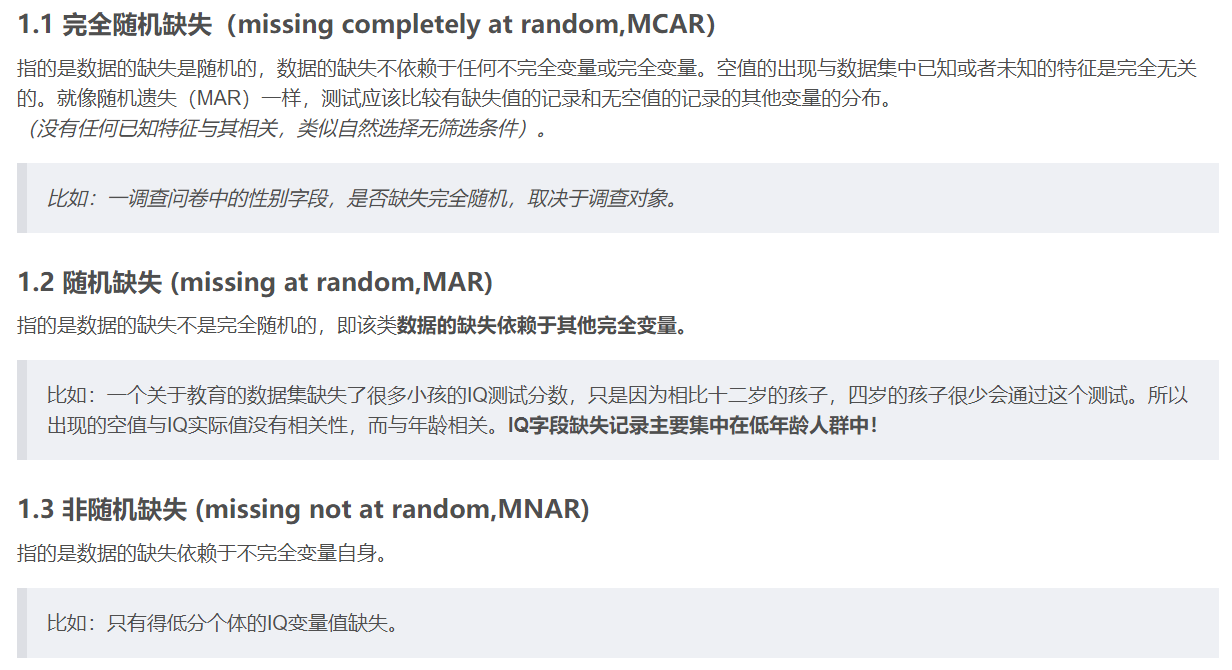 1.1 完全随机缺失（missing completely at random,MCAR)
指的是数据的缺失是随机的，数据的缺失不依赖于任何不完全变量或完全变量。空值的出现与数据集中已知或者未知的特征是完全无关
的。就像随机遗失（MAR）一样，测试应该比较有缺失值的记录和无空值的记录的其他变量的分布。
（没有任何已知特征与其相关，类似自然选择无筛选条件）。
比如：一调查问卷中的性别字段，是否缺失完全随机，取决于调查对象。
1.2 随机缺失 (missing at random,MAR)
指的是数据的缺失不是完全随机的，即该类数据的缺失依赖于其他完全变量。
比如：一个关于教育的数据集缺失了很多小孩的IQ测试分数，只是因为相比十二岁的孩子，四岁的孩子很少会通过这个测试。所以
出现的空值与IQ实际值没有相关性，而与年龄相关。IQ字段缺失记录主要集中在低年龄人群中！
1.3 非随机缺失 (missing not at random,MNAR)
指的是数据的缺失依赖于不完全变量自身。
比如：只有得低分个体的IQ变量值缺失。